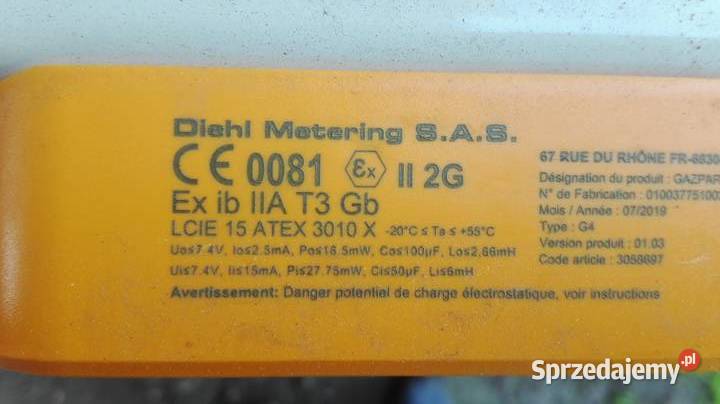 Diehl Metering S.A.S.
CE 0081 Ex II 2G
Ex ib IIA T3 Gb
LCIE 15 ATEX 3010 X -20°C ≤ Ta ≤ +55°C
Uo≤7.4V, Io≤2.5mA, Po≤16.5mW, Co≤100µF, Lo≤2,66mH
Ui≤7.4V, Ii≤15mA, Pi≤27.75mW, Ci≤50µF, Li≤6mH
Avertissement: Danger potentiel de charge électrostatique, voir instructions
67 RUE DU RHÔNE
Désignation du produit : GAZPAR
N° de Fabrication :
Mois / Année : 07/2019
Type : G4
Version produit : 01.03
Code article : 3058697
Sprzedajemy.pl